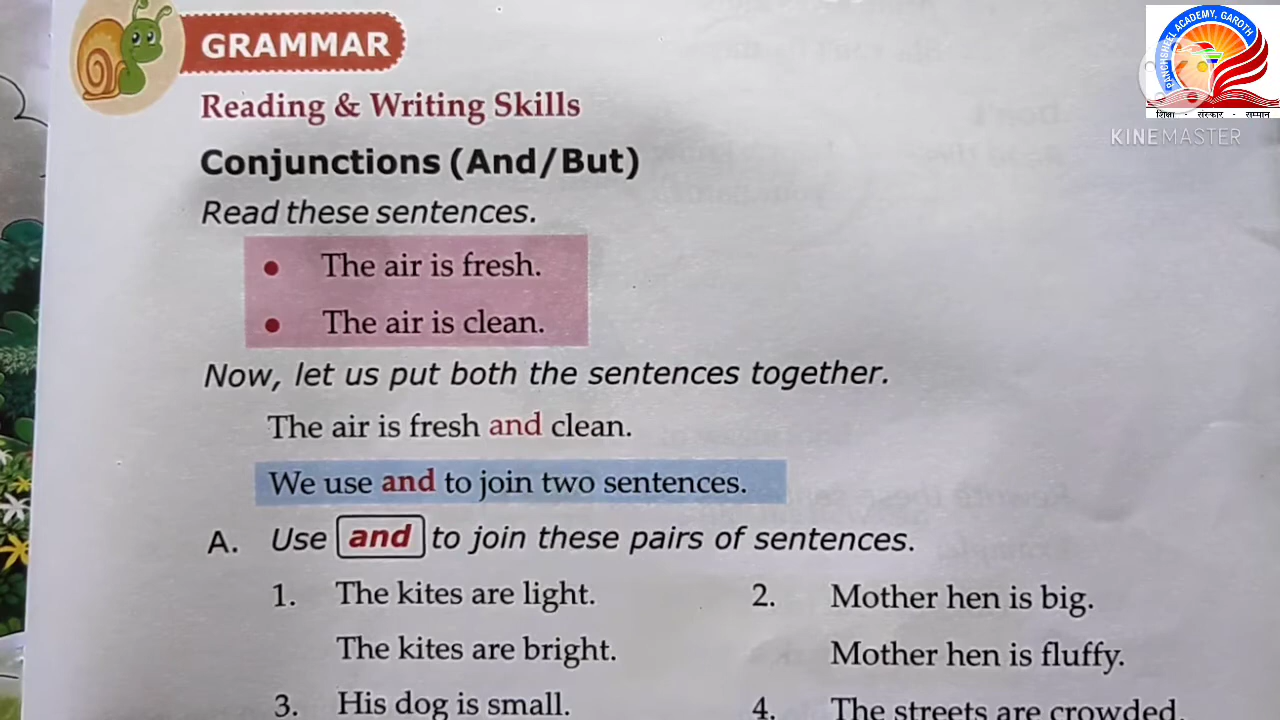 PANCHSHEEL ACADEMY, GAROTH
शिक्षा · संस्कार · सम्मान
KINEMASTER
GRAMMAR
Reading & Writing Skills
Conjunctions (And/But)
Read these sentences.
• The air is fresh.
• The air is clean.
Now, let us put both the sentences together.
The air is fresh and clean.
We use and to join two sentences.
A. Use and to join these pairs of sentences.
1. The kites are light. 2. Mother hen is big.
The kites are bright. Mother hen is fluffy.
3. His dog is small. 4. The streets are crowded.